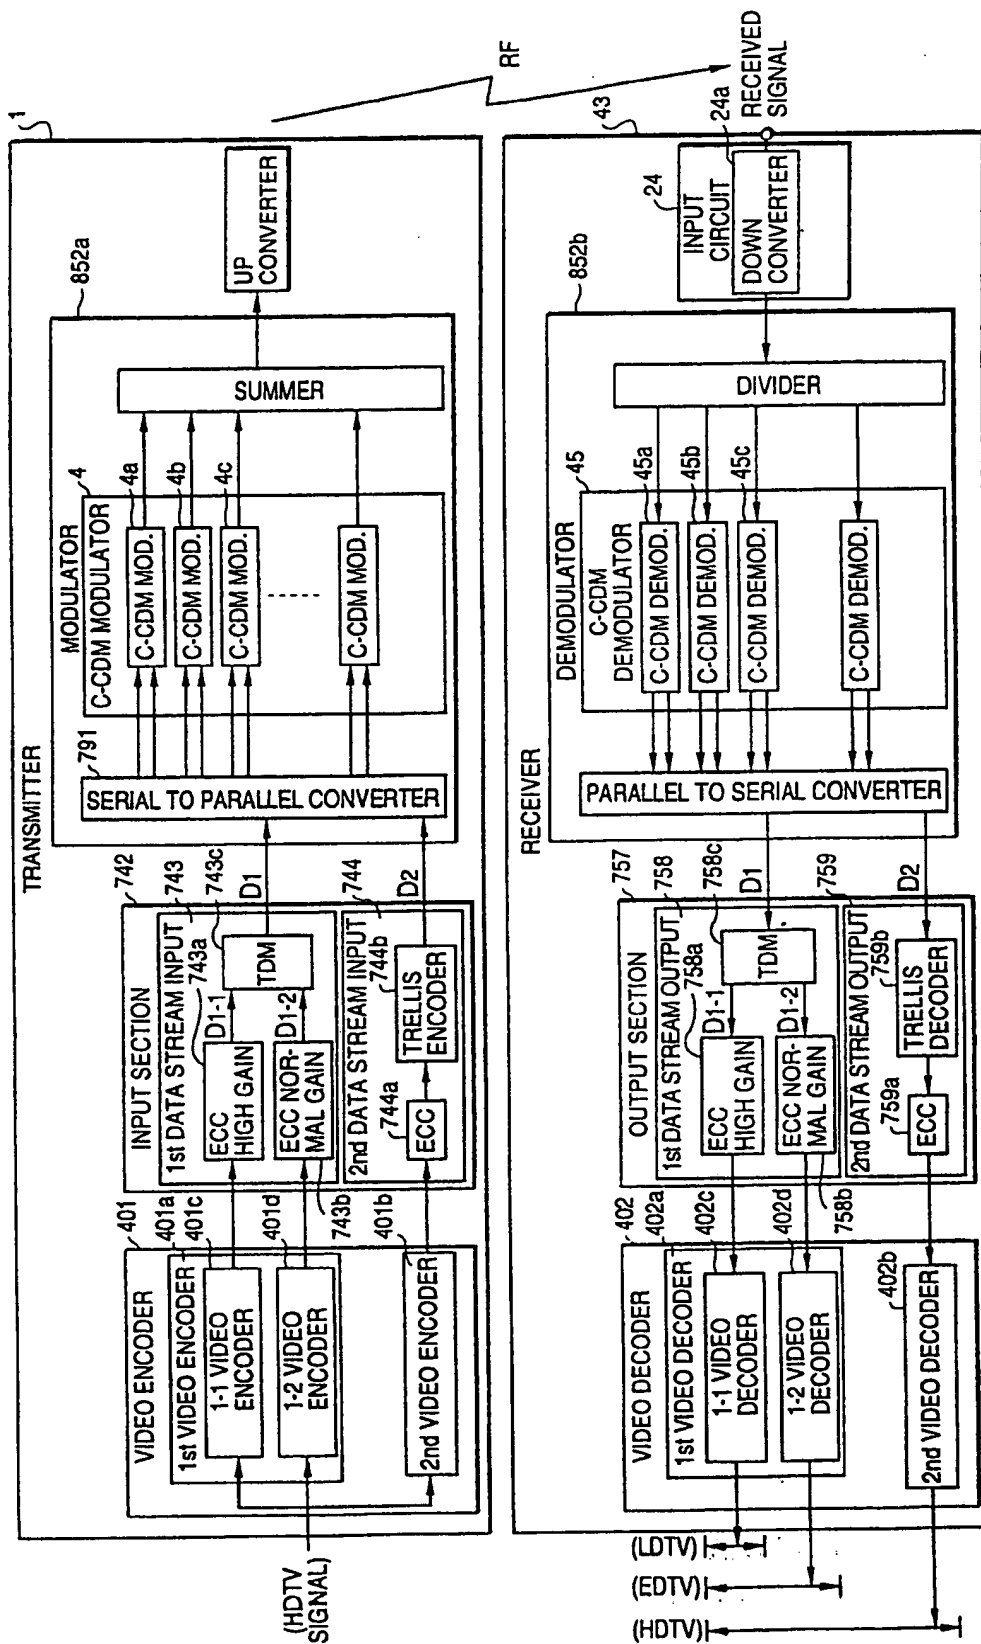 TRANSMITTER
1
VIDEO ENCODER
401
1st VIDEO ENCODER
401a
401c
1-1 VIDEO
ENCODER
401d
1-2 VIDEO
ENCODER
401b
2nd VIDEO ENCODER
(HDTV
SIGNAL)
INPUT SECTION
742
1st DATA STREAM INPUT
743
743a
ECC
HIGH GAIN
D1-1
743c
TDM
D1
743b
ECC NOR-
MAL GAIN
D1-2
2nd DATA STREAM INPUT
744
744a
ECC
744b
TRELLIS
ENCODER
D2
791
SERIAL TO PARALLEL CONVERTER
MODULATOR
852a
C-CDM MODULATOR
4
C-CDM MOD.
4a
C-CDM MOD.
4b
C-CDM MOD.
4c
C-CDM MOD.
SUMMER
UP
CONVERTER
RF
RECEIVER
43
RECEIVED
SIGNAL
INPUT
CIRCUIT
24
24a
DOWN
CONVERTER
DEMODULATOR
852b
DIVIDER
C-CDM
DEMODULATOR
45
C-CDM DEMOD.
45a
C-CDM DEMOD.
45b
C-CDM DEMOD.
45c
C-CDM DEMOD.
PARALLEL TO SERIAL CONVERTER
OUTPUT SECTION
757
1st DATA STREAM OUTPUT
758
758a
ECC
HIGH GAIN
D1-1
758c
TDM
D1
758b
ECC NOR-
MAL GAIN
D1-2
2nd DATA STREAM OUTPUT
759
759a
ECC
759b
TRELLIS
DECODER
D2
VIDEO DECODER
402
1st VIDEO DECODER
402a
402c
1-1 VIDEO
DECODER
402d
1-2 VIDEO
DECODER
402b
2nd VIDEO DECODER
(LDTV)
(EDTV)
(HDTV)